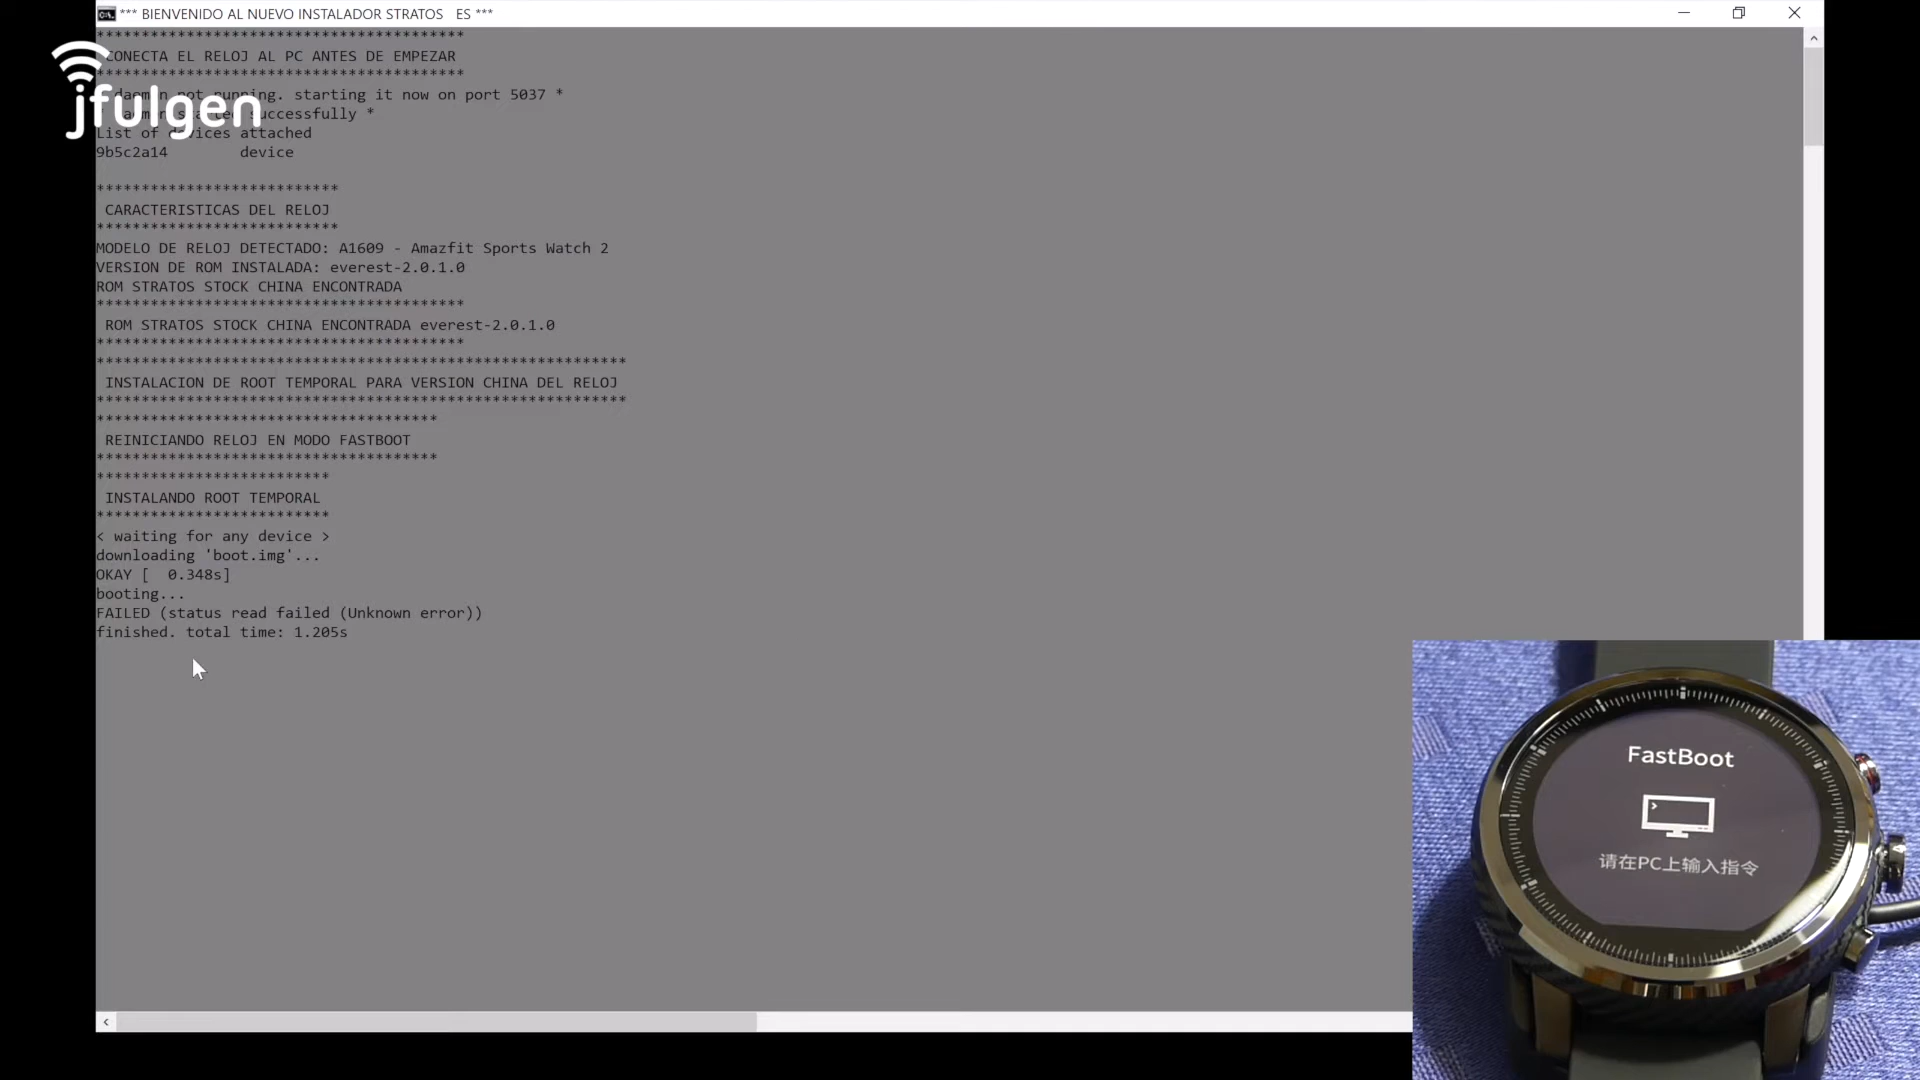 *** BIENVENIDO AL NUEVO INSTALADOR STRATOS   ES ***
*****************************************
CONECTA EL RELOJ AL PC ANTES DE EMPEZAR
*****************************************
daemon not running. starting it now on port 5037 *
jfulgen
daemon started successfully *
List of devices attached
9b5c2a14        device
***************************
CARACTERISTICAS DEL RELOJ
***************************
MODELO DE RELOJ DETECTADO: A1609 - Amazfit Sports Watch 2
VERSION DE ROM INSTALADA: everest-2.0.1.0
ROM STRATOS STOCK CHINA ENCONTRADA
*****************************************
ROM STRATOS STOCK CHINA ENCONTRADA everest-2.0.1.0
*****************************************
***********************************************************
INSTALACION DE ROOT TEMPORAL PARA VERSION CHINA DEL RELOJ
***********************************************************
**************************************
REINICIANDO RELOJ EN MODO FASTBOOT
**************************************
**************************
INSTALANDO ROOT TEMPORAL
**************************
< waiting for any device >
downloading 'boot.img'...
OKAY [  0.348s]
booting...
FAILED (status read failed (Unknown error))
finished. total time: 1.205s
FastBoot
请在PC上输入指令